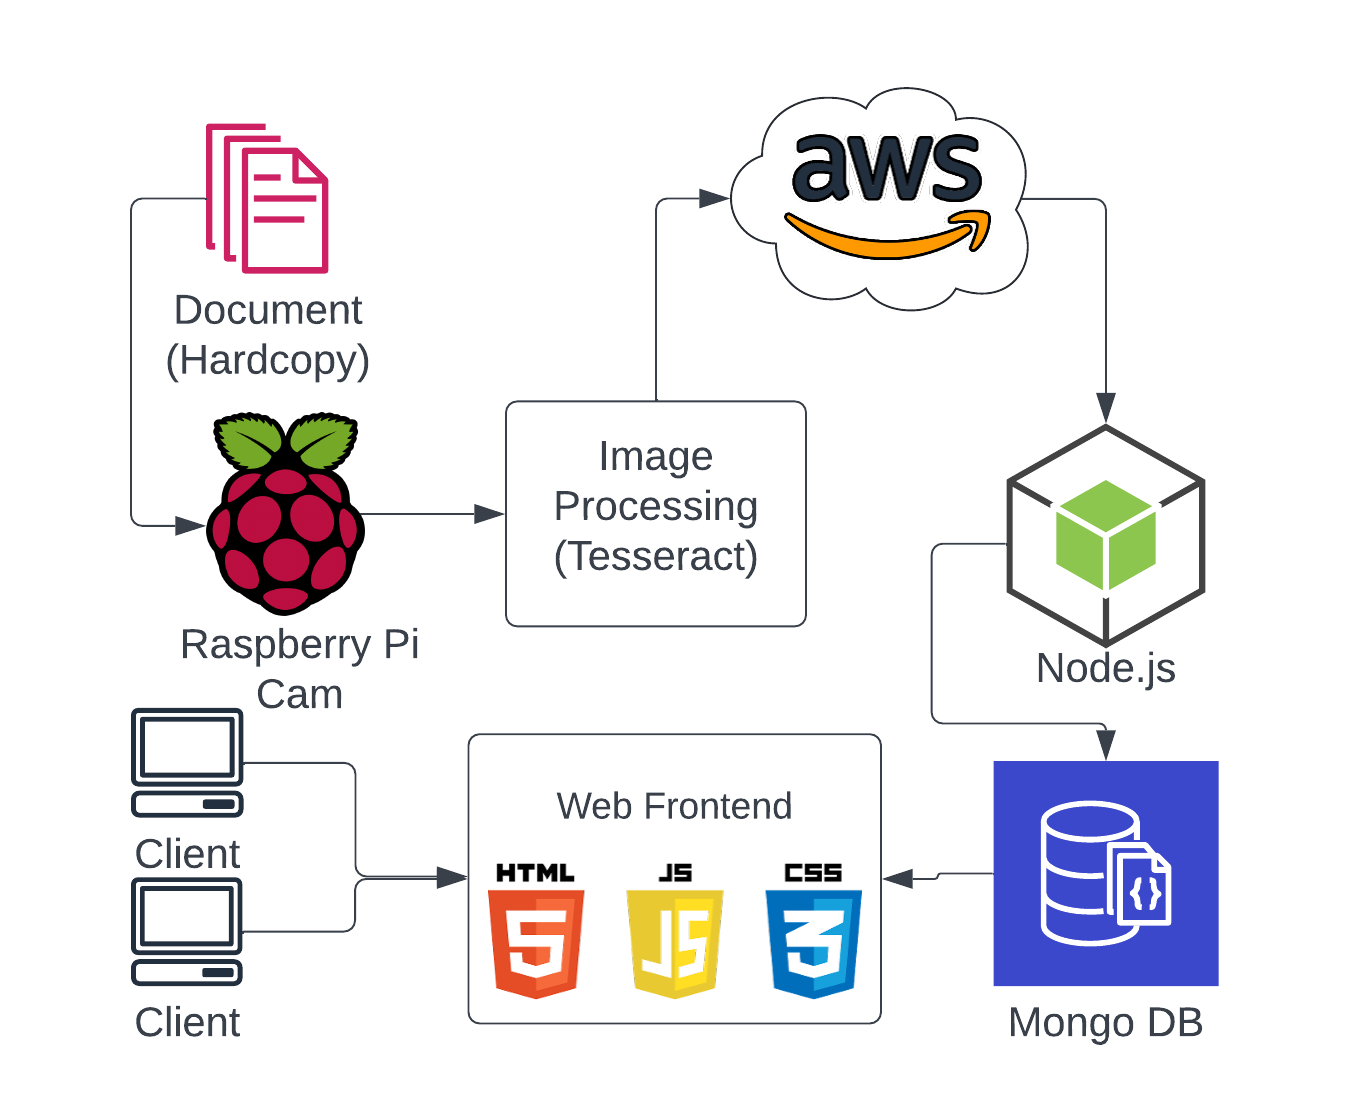 aws
Document
(Hardcopy)
Image
Processing
(Tesseract)
Raspberry Pi
Cam
Node.js
Client
Web Frontend
HTML JS CSS
5 JS 3
{}
Client
Mongo DB